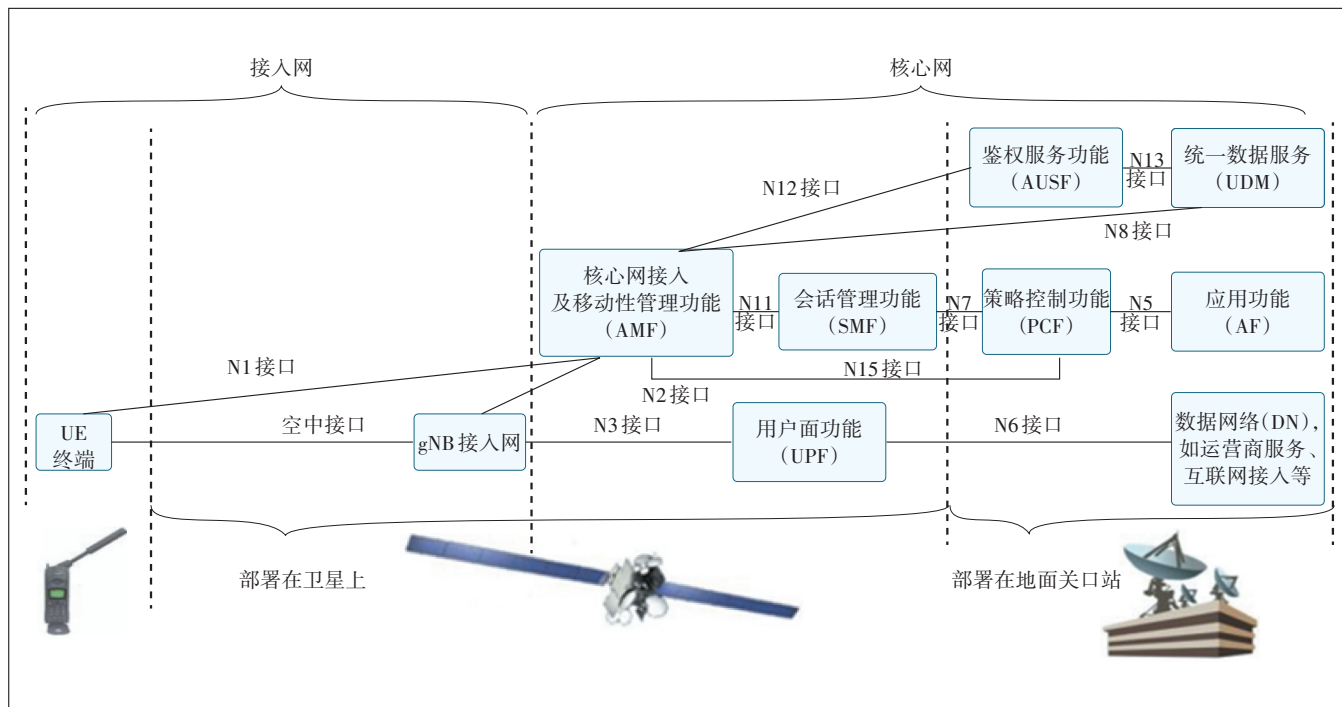 接入网
核心网
鉴权服务功能
(AUSF)
N13
接口
统一数据服务
(UDM)
N12接口
N8接口
核心网接入
及移动性管理功能
(AMF)
N11
接口
会话管理功能
(SMF)
N7
接口
策略控制功能
(PCF)
N5
接口
应用功能
(AF)
N1接口
N15接口
N2接口
UE
终端
空中接口
gNB接入网
N3接口
用户面功能
(UPF)
N6接口
数据网络(DN),
如运营商服务、
互联网接入等
部署在卫星上
部署在地面关口站